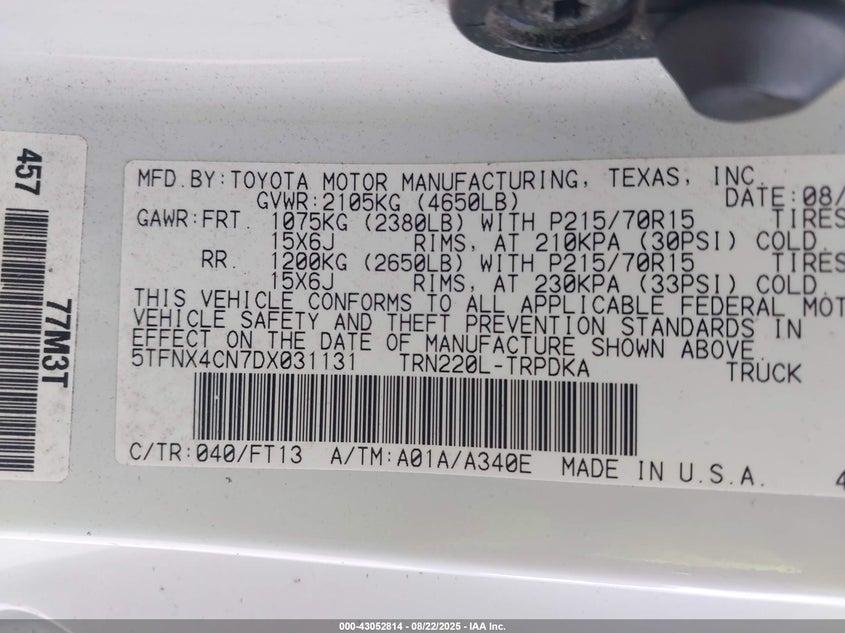 457
77M3T
MFD.BY:TOYOTA MOTOR MANUFACTURING, TEXAS, INC.
GVWR:2105KG (4650LB) DATE:08/
GAWR:FRT. 1075KG (2380LB) WITH P215/70R15 TIRES
15X6J RIMS, AT 210KPA (30PSI) COLD
RR. 1200KG (2650LB) WITH P215/70R15 TIRES
15X6J RIMS, AT 230KPA (33PSI) COLD
THIS VEHICLE CONFORMS TO ALL APPLICABLE FEDERAL MOT
VEHICLE SAFETY AND THEFT PREVENTION STANDARDS IN
EFFECT ON THE DATE OF MANUFACTURE SHOWN ABOVE.
5TFNX4CN7DX031131 TRN220L-TRPDKA TRUCK
C/TR:040/FT13 A/TM:A01A/A340E MADE IN U.S.A. 4
000-43052814 - 08/22/2025 - IAA Inc.